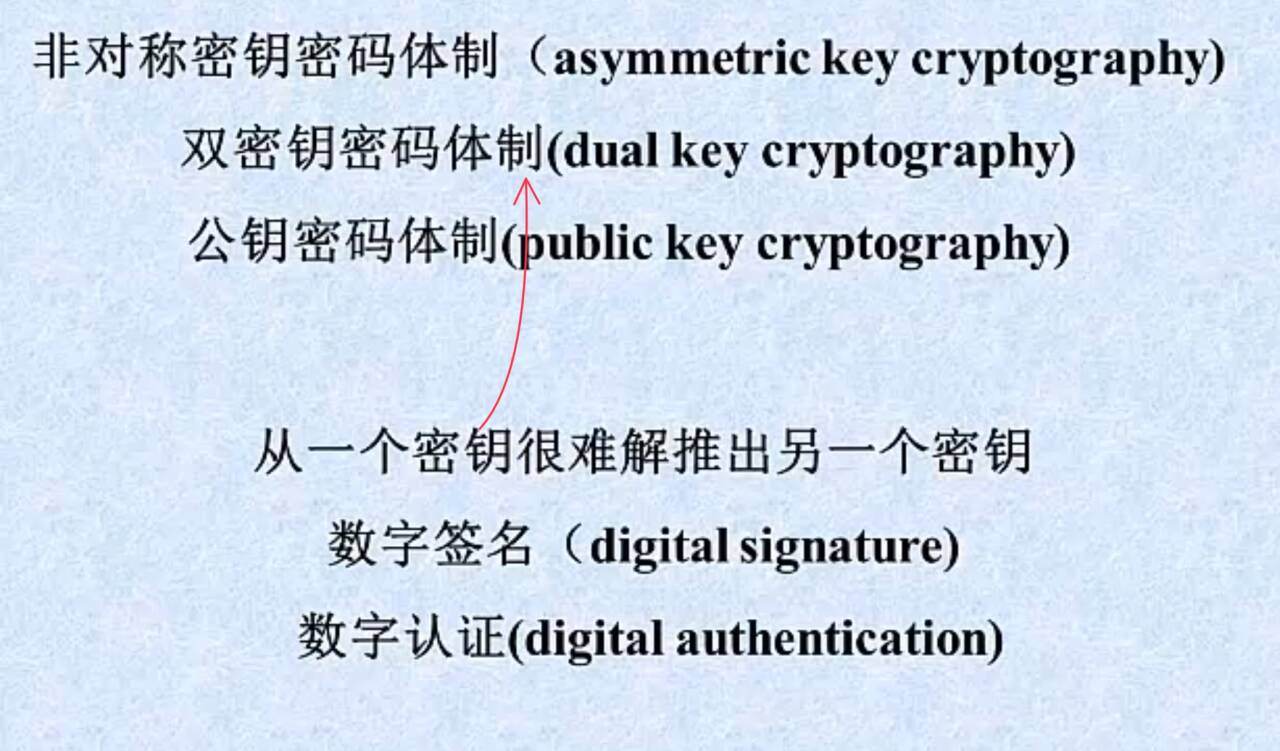 非对称密钥密码体制（asymmetric key cryptography)
双密钥密码体制(dual key cryptography)
公钥密码体制(public key cryptography)
从一个密钥很难解推出另一个密钥
数字签名（digital signature)
数字认证(digital authentication)